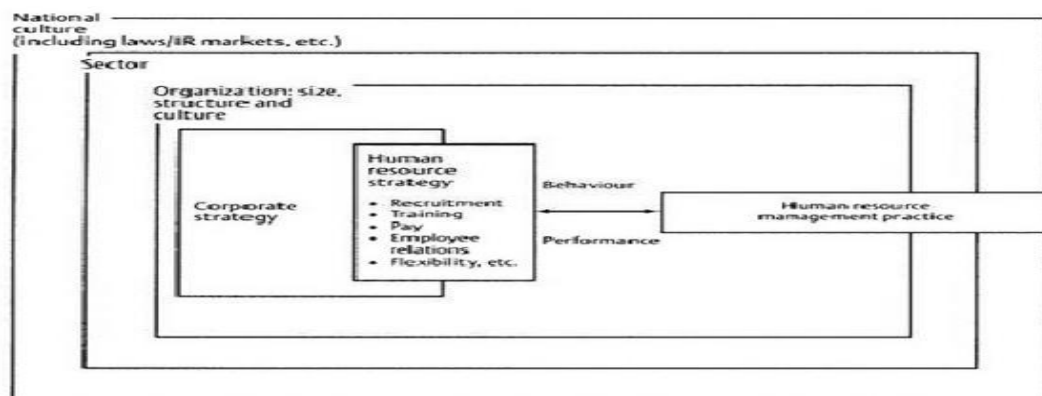 National
culture
(including laws/IR markets, etc.)
Sector
Organization: size,
structure and
culture
Corporate
strategy
Human
resource
strategy
• Recruitment
• Training
• Pay
• Employee
relations
• Flexibility, etc.
Behaviour
Performance
Human resource
management practice